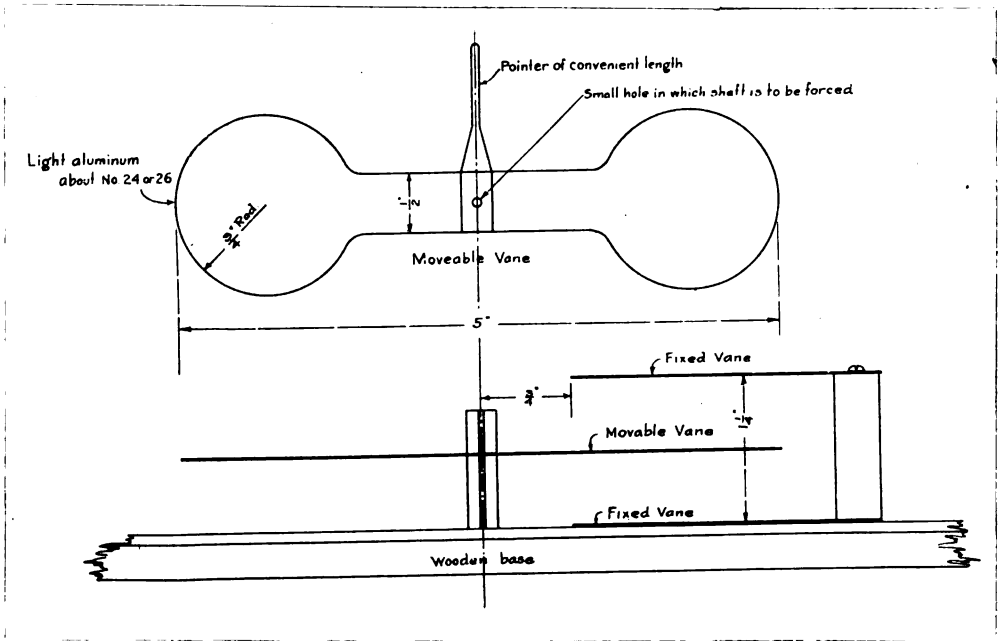 Pointer of convenient length
Small hole in which shaft is to be forced
Light aluminum
about No. 24 or 26
1/2"
3/4" Rad
Moveable Vane
5"
Fixed Vane
3/4"
Movable Vane
1 1/4"
Fixed Vane
Wooden base